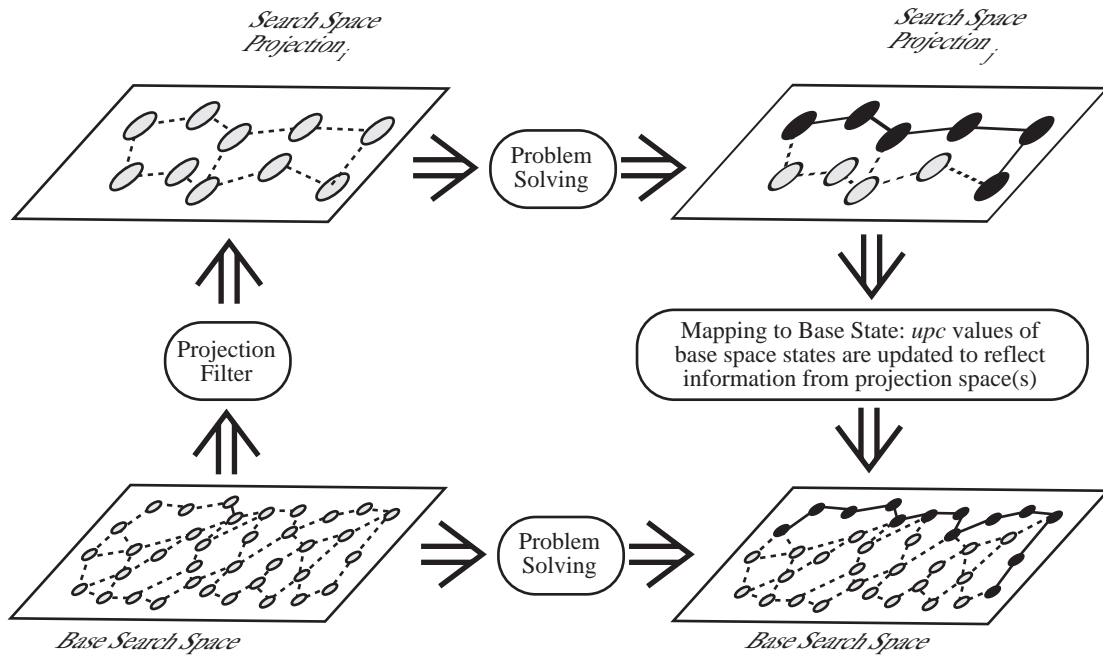 Search Space
Projection i
Search Space
Projection j
Problem
Solving
Problem
Solving
Projection
Filter
Mapping to Base State: upc values of
base space states are updated to reflect
information from projection space(s)
Base Search Space
Base Search Space